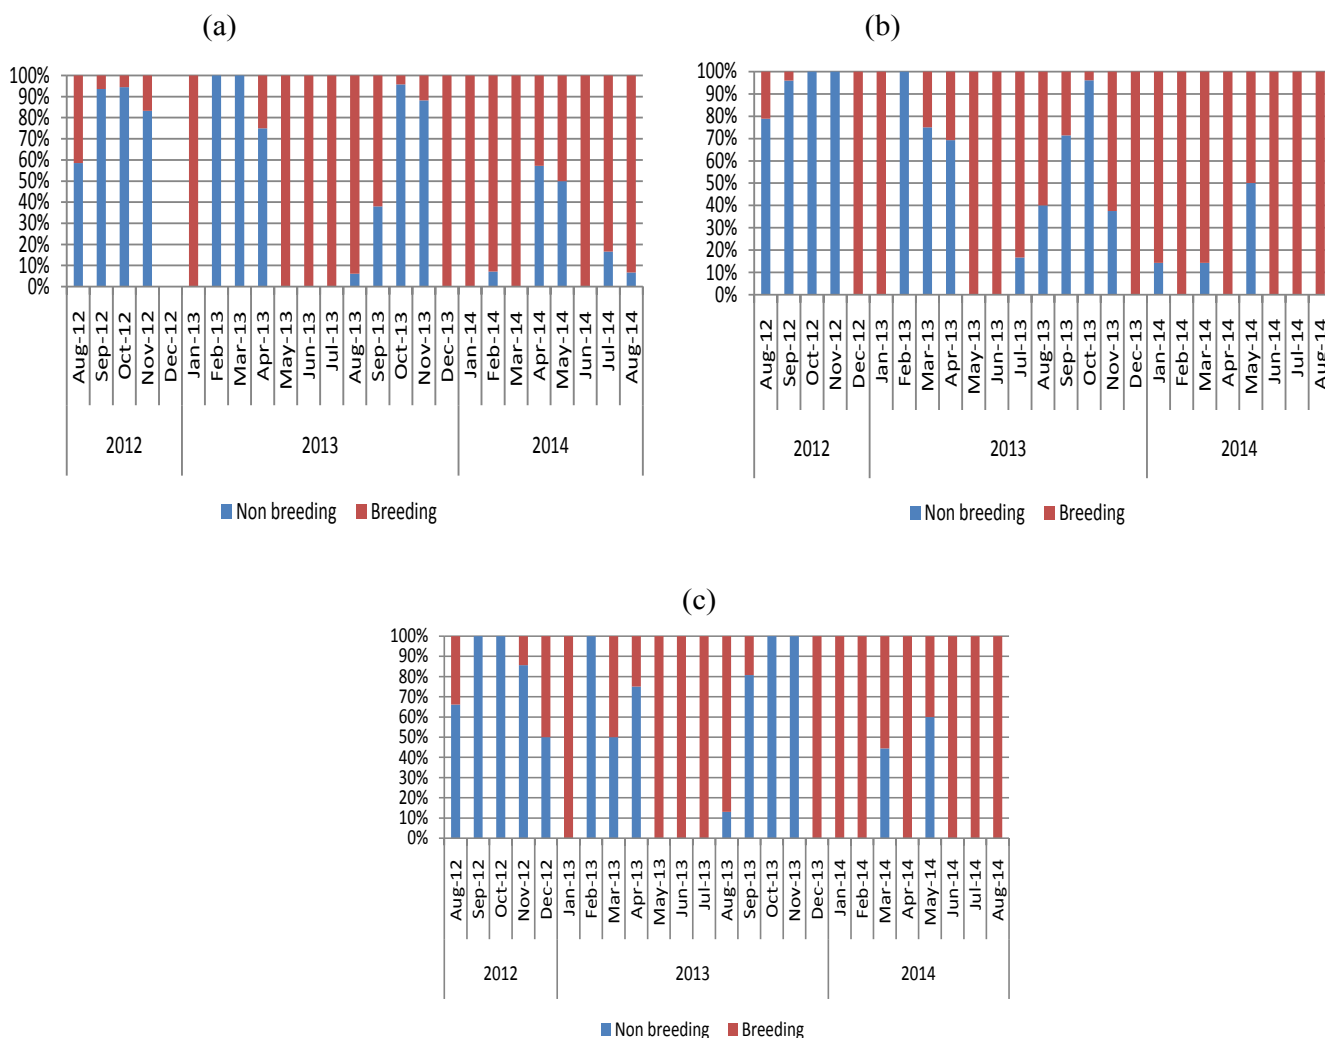 (a)
100%
90%
80%
70%
60%
50%
40%
30%
20%
10%
0%
Aug-12
Sep-12
Oct-12
Nov-12
Dec-12
Jan-13
Feb-13
Mar-13
Apr-13
May-13
Jun-13
Jul-13
Aug-13
Sep-13
Oct-13
Nov-13
Dec-13
Jan-14
Feb-14
Mar-14
Apr-14
May-14
Jun-14
Jul-14
Aug-14
2012 2013 2014
Non breeding Breeding
(b)
100%
90%
80%
70%
60%
50%
40%
30%
20%
10%
0%
Aug-12
Sep-12
Oct-12
Nov-12
Dec-12
Jan-13
Feb-13
Mar-13
Apr-13
May-13
Jun-13
Jul-13
Aug-13
Sep-13
Oct-13
Nov-13
Dec-13
Jan-14
Feb-14
Mar-14
Apr-14
May-14
Jun-14
Jul-14
Aug-14
2012 2013 2014
Non breeding Breeding
(c)
100%
90%
80%
70%
60%
50%
40%
30%
20%
10%
0%
Aug-12
Sep-12
Oct-12
Nov-12
Dec-12
Jan-13
Feb-13
Mar-13
Apr-13
May-13
Jun-13
Jul-13
Aug-13
Sep-13
Oct-13
Nov-13
Dec-13
Jan-14
Feb-14
Mar-14
Apr-14
May-14
Jun-14
Jul-14
Aug-14
2012 2013 2014
Non breeding Breeding